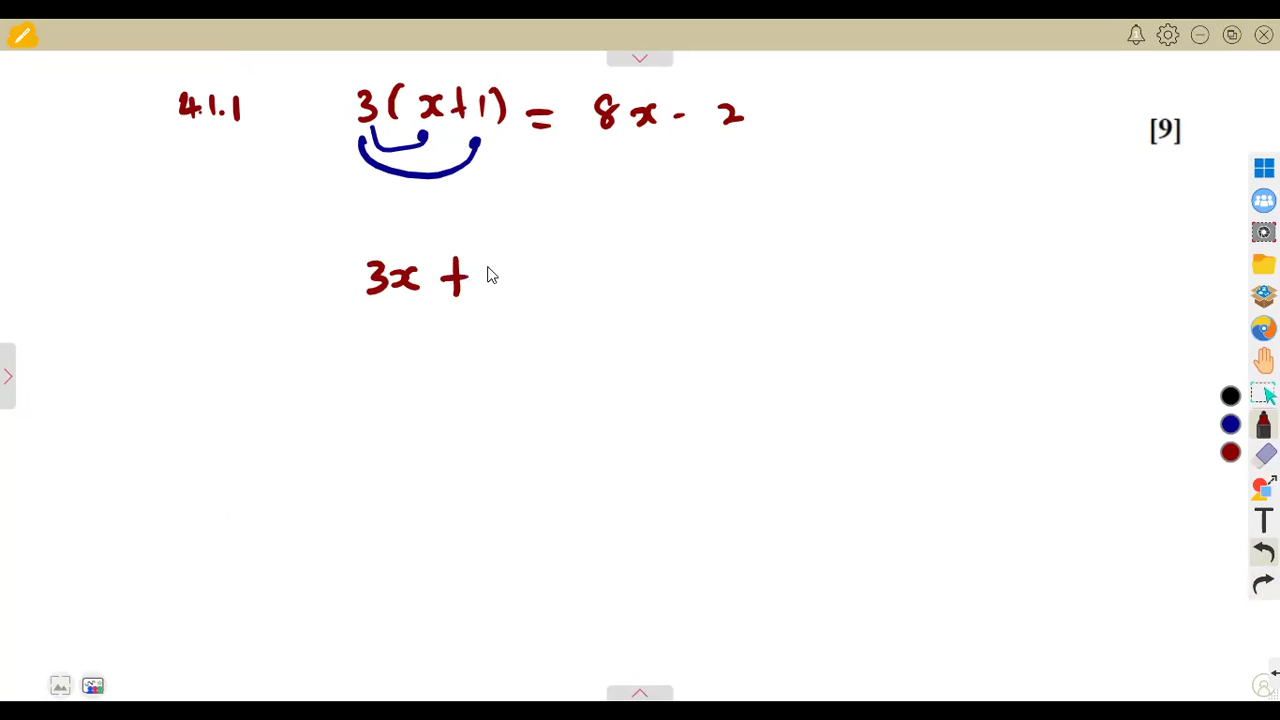 4.1.1 3(x+1) = 8x - 2
[9]
3x +